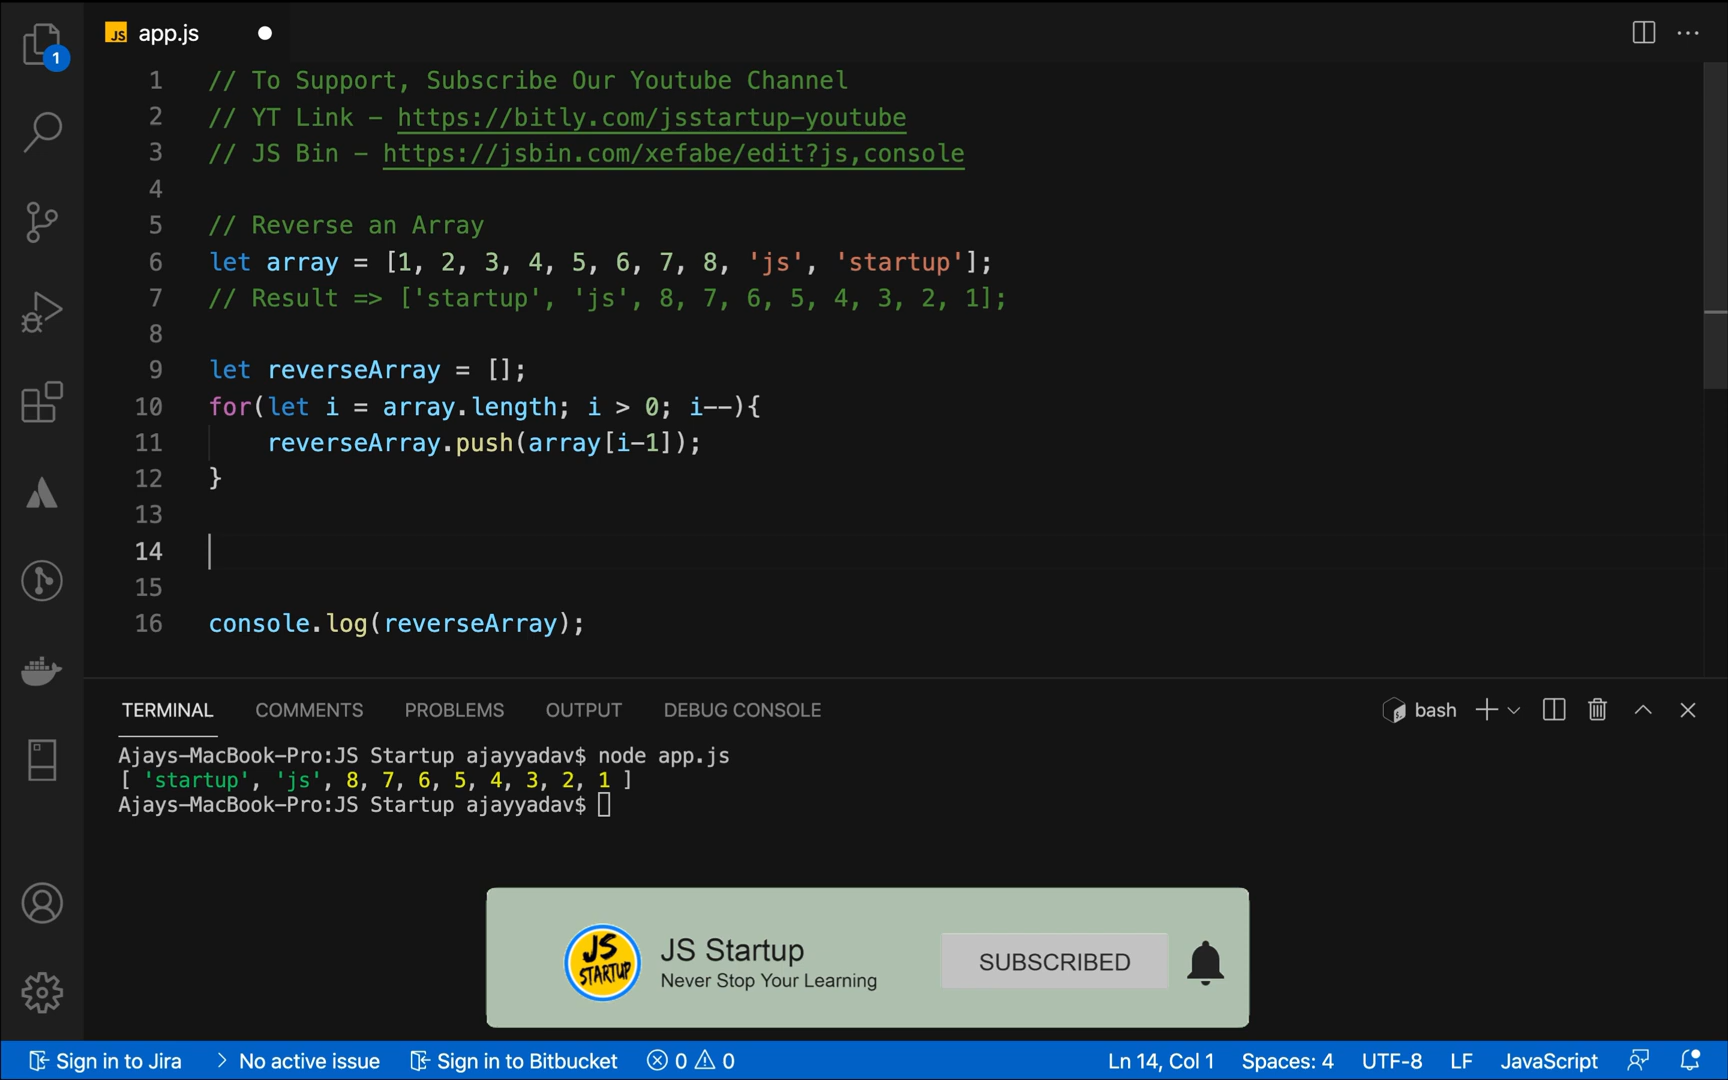 JS app.js
1
1 // To Support, Subscribe Our Youtube Channel
2 // YT Link - https://bitly.com/jsstartup-youtube
3 // JS Bin - https://jsbin.com/xefabe/edit?js,console
4
5 // Reverse an Array
6 let array = [1, 2, 3, 4, 5, 6, 7, 8, 'js', 'startup'];
7 // Result => ['startup', 'js', 8, 7, 6, 5, 4, 3, 2, 1];
8
9 let reverseArray = [];
10 for(let i = array.length; i > 0; i--){
11     reverseArray.push(array[i-1]);
12 }
13
14
15
16 console.log(reverseArray);
TERMINAL COMMENTS PROBLEMS OUTPUT DEBUG CONSOLE bash
Ajays-MacBook-Pro:JS Startup ajayyadav$ node app.js
[ 'startup', 'js', 8, 7, 6, 5, 4, 3, 2, 1 ]
Ajays-MacBook-Pro:JS Startup ajayyadav$
JS STARTUP
JS Startup
Never Stop Your Learning
SUBSCRIBED
Sign in to Jira > No active issue Sign in to Bitbucket 0 0 Ln 14, Col 1 Spaces: 4 UTF-8 LF JavaScript